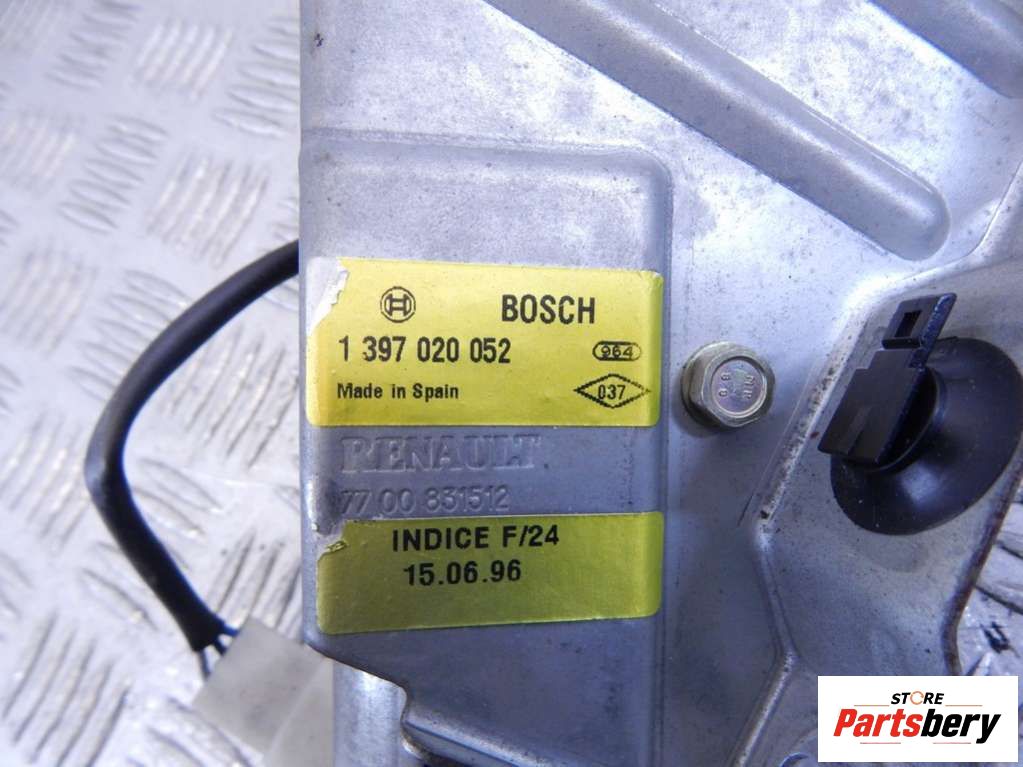 BOSCH
1 397 020 052
964
Made in Spain
037
RENAULT
77 00 831512
INDICE F/24
15.06.96
STORE
Partsbery